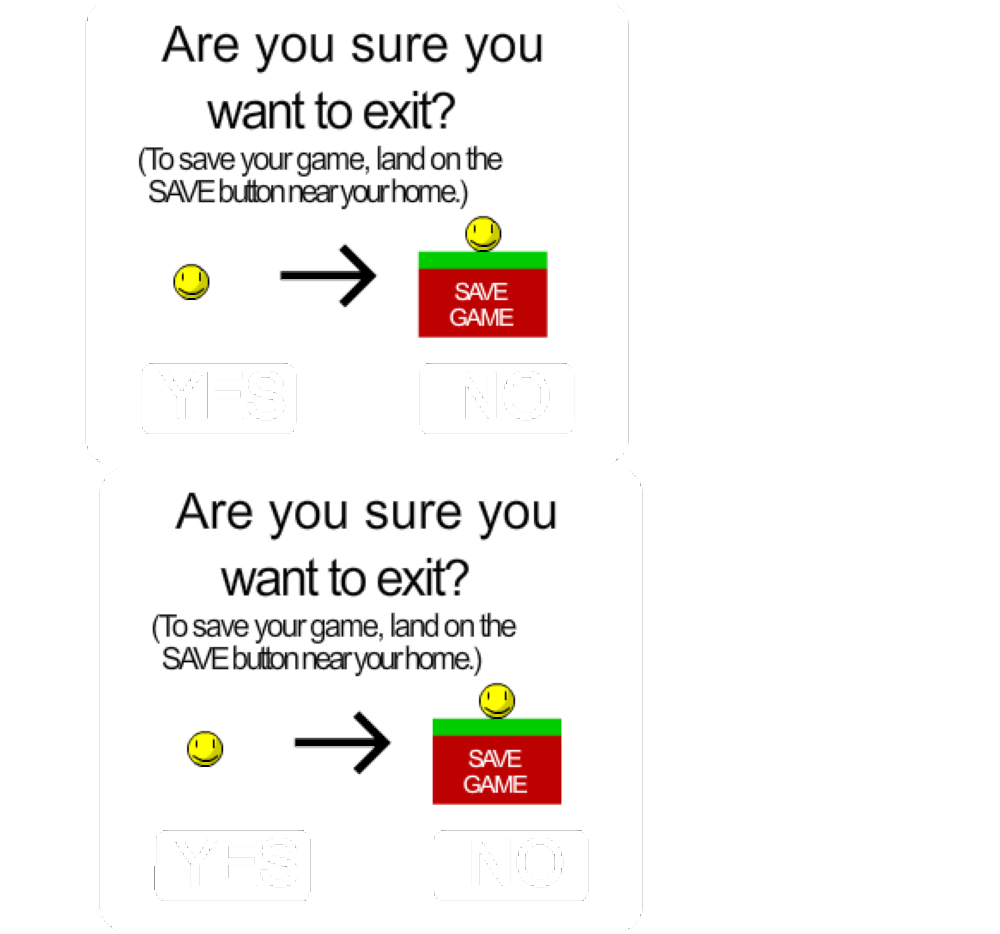 Are you sure you
want to exit?
(To save your game, land on the
SAVE button near your home.)
SAVE
GAME
YES NO
Are you sure you
want to exit?
(To save your game, land on the
SAVE button near your home.)
SAVE
GAME
YES NO